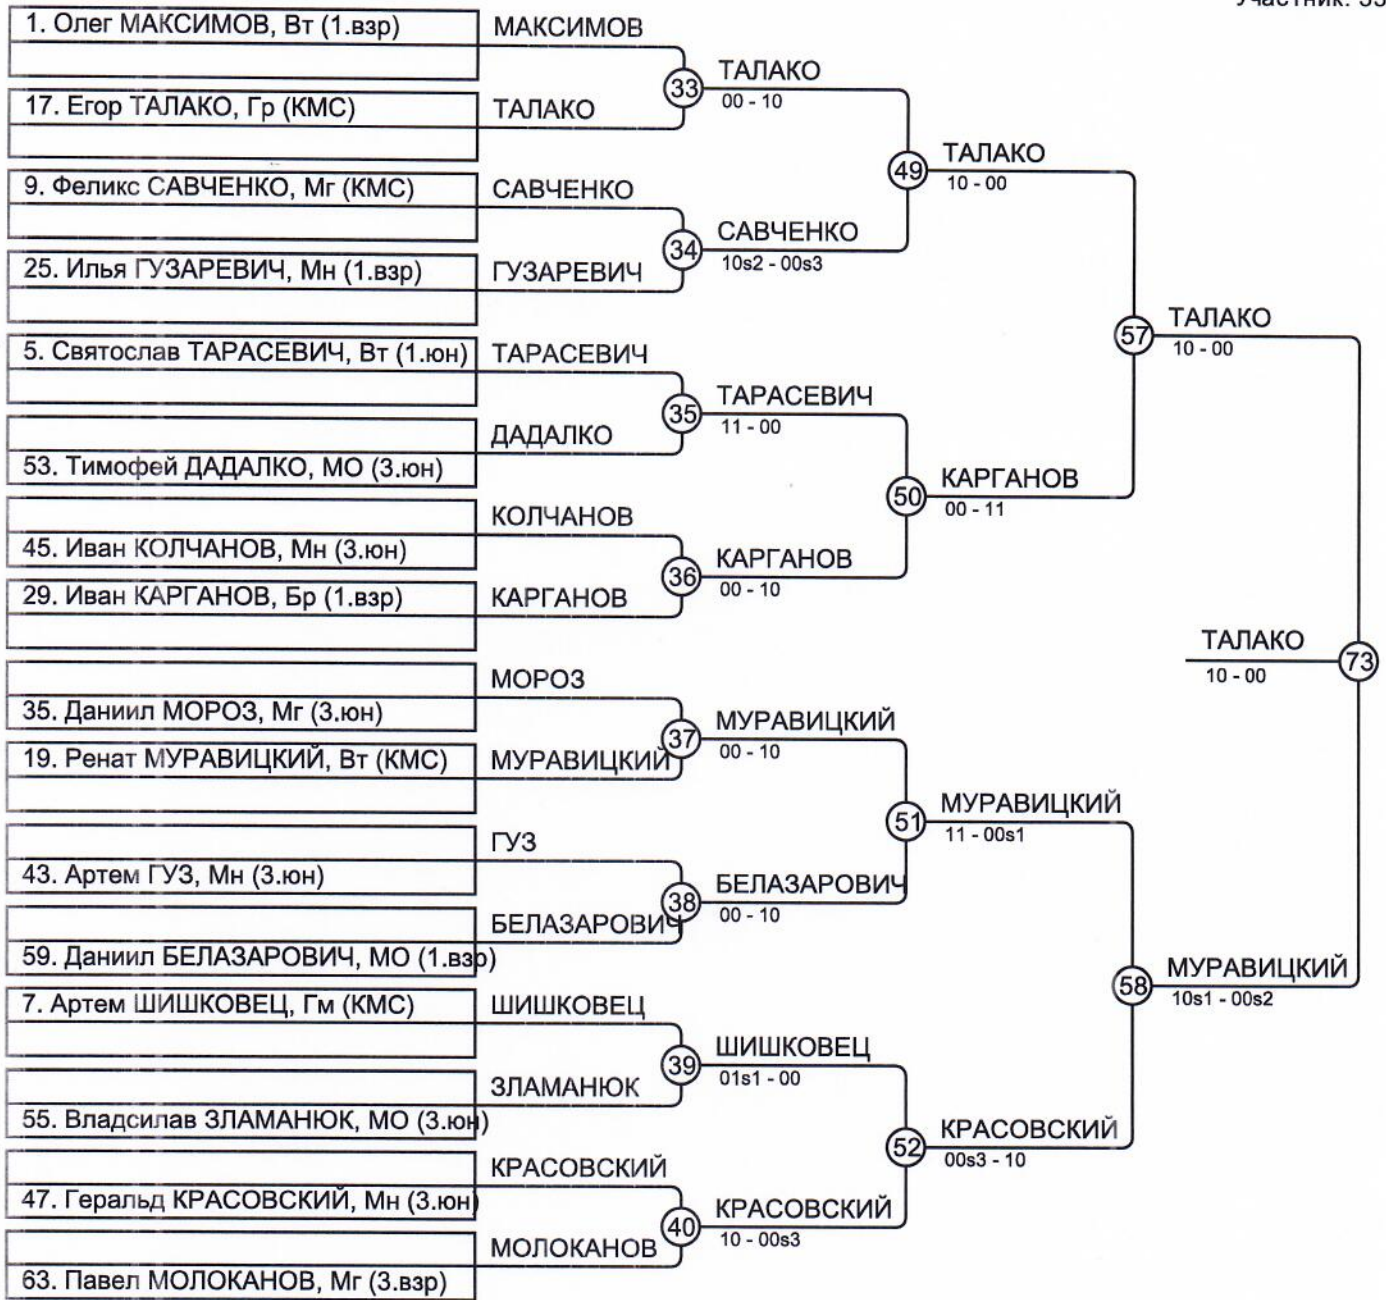 Участник: 33
1. Олег МАКСИМОВ, Вт (1.взр)
МАКСИМОВ
33
ТАЛАКО
00 - 10
17. Егор ТАЛАКО, Гр (КМС)
ТАЛАКО
49
ТАЛАКО
10 - 00
9. Феликс САВЧЕНКО, Мг (КМС)
САВЧЕНКО
34
САВЧЕНКО
10s2 - 00s3
25. Илья ГУЗАРЕВИЧ, Мн (1.взр)
ГУЗАРЕВИЧ
57
ТАЛАКО
10 - 00
5. Святослав ТАРАСЕВИЧ, Вт (1.юн)
ТАРАСЕВИЧ
35
ТАРАСЕВИЧ
11 - 00
ДАДАЛКО
53. Тимофей ДАДАЛКО, МО (3.юн)
50
КАРГАНОВ
00 - 11
КОЛЧАНОВ
45. Иван КОЛЧАНОВ, Мн (3.юн)
36
КАРГАНОВ
00 - 10
29. Иван КАРГАНОВ, Бр (1.взр)
КАРГАНОВ
ТАЛАКО
73
10 - 00
МОРОЗ
35. Даниил МОРОЗ, Мг (3.юн)
37
МУРАВИЦКИЙ
00 - 10
19. Ренат МУРАВИЦКИЙ, Вт (КМС)
МУРАВИЦКИЙ
51
МУРАВИЦКИЙ
11 - 00s1
ГУЗ
43. Артем ГУЗ, Мн (3.юн)
38
БЕЛАЗАРОВИЧ
00 - 10
БЕЛАЗАРОВИЧ
59. Даниил БЕЛАЗАРОВИЧ, МО (1.взр)
58
МУРАВИЦКИЙ
10s1 - 00s2
7. Артем ШИШКОВЕЦ, Гм (КМС)
ШИШКОВЕЦ
39
ШИШКОВЕЦ
01s1 - 00
ЗЛАМАНЮК
55. Владсилав ЗЛАМАНЮК, МО (3.юн)
52
КРАСОВСКИЙ
00s3 - 10
КРАСОВСКИЙ
47. Геральд КРАСОВСКИЙ, Мн (3.юн)
40
КРАСОВСКИЙ
10 - 00s3
МОЛОКАНОВ
63. Павел МОЛОКАНОВ, Мг (3.взр)